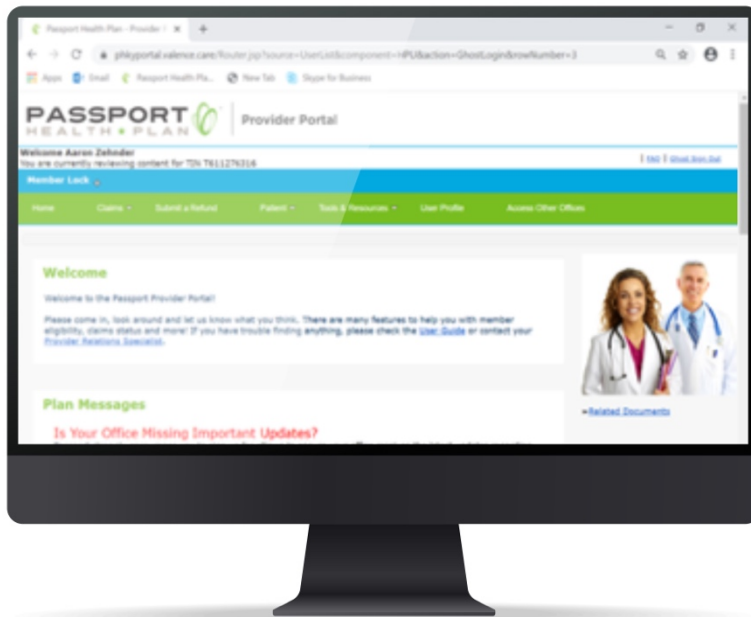 Passport Health Plan - Provider
phkyportal.valence.care/Router.jsp?source=UserList&component=HPUI&action=GhostLogin&rowNumber=3
Apps Email Passport Health Pla... New Tab Skype for Business
PASSPORT
HEALTH PLAN
Provider Portal
Welcome Aaron Zehnder
You are currently reviewing content for TIN T611276316
FAQ | Ghost Sign Out
Member Lock
Home Claims Submit a Refund Patient Tools & Resources User Profile Access Other Offices
Welcome
Welcome to the Passport Provider Portal!
Please come in, look around and let us know what you think. There are many features to help you with member
eligibility, claims status and more! If you have trouble finding anything, please check the User Guide or contact your
Provider Relations Specialist.
Plan Messages
Is Your Office Missing Important Updates?
»Related Documents